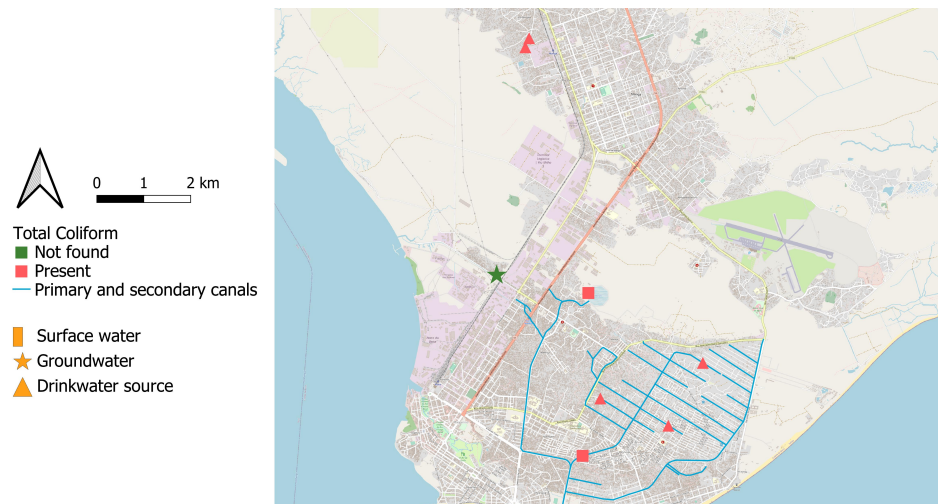 0 1 2 km
Total Coliform
Not found
Present
Primary and secondary canals
Surface water
Groundwater
Drinkwater source